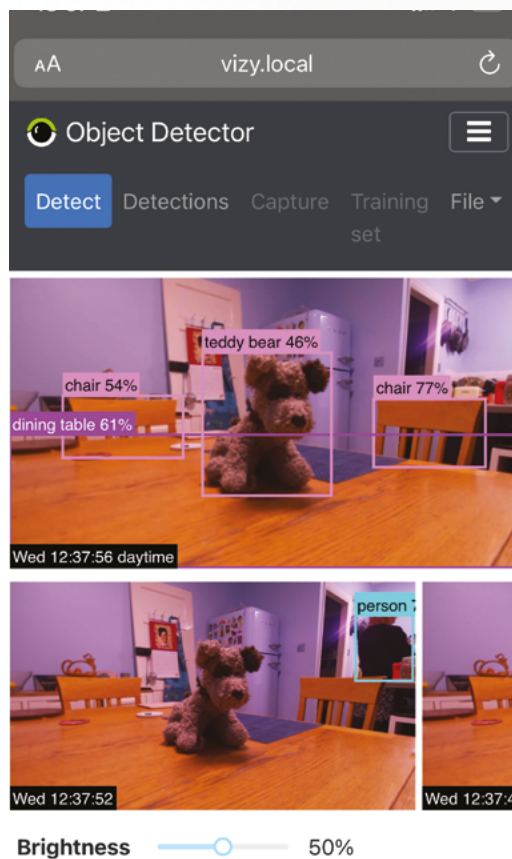 AA vizy.local
Object Detector
Detect Detections Capture Training set File
teddy bear 46%
chair 54%
chair 77%
dining table 61%
Wed 12:37:56 daytime
person
Wed 12:37:52
Wed 12:37:4
Brightness 50%